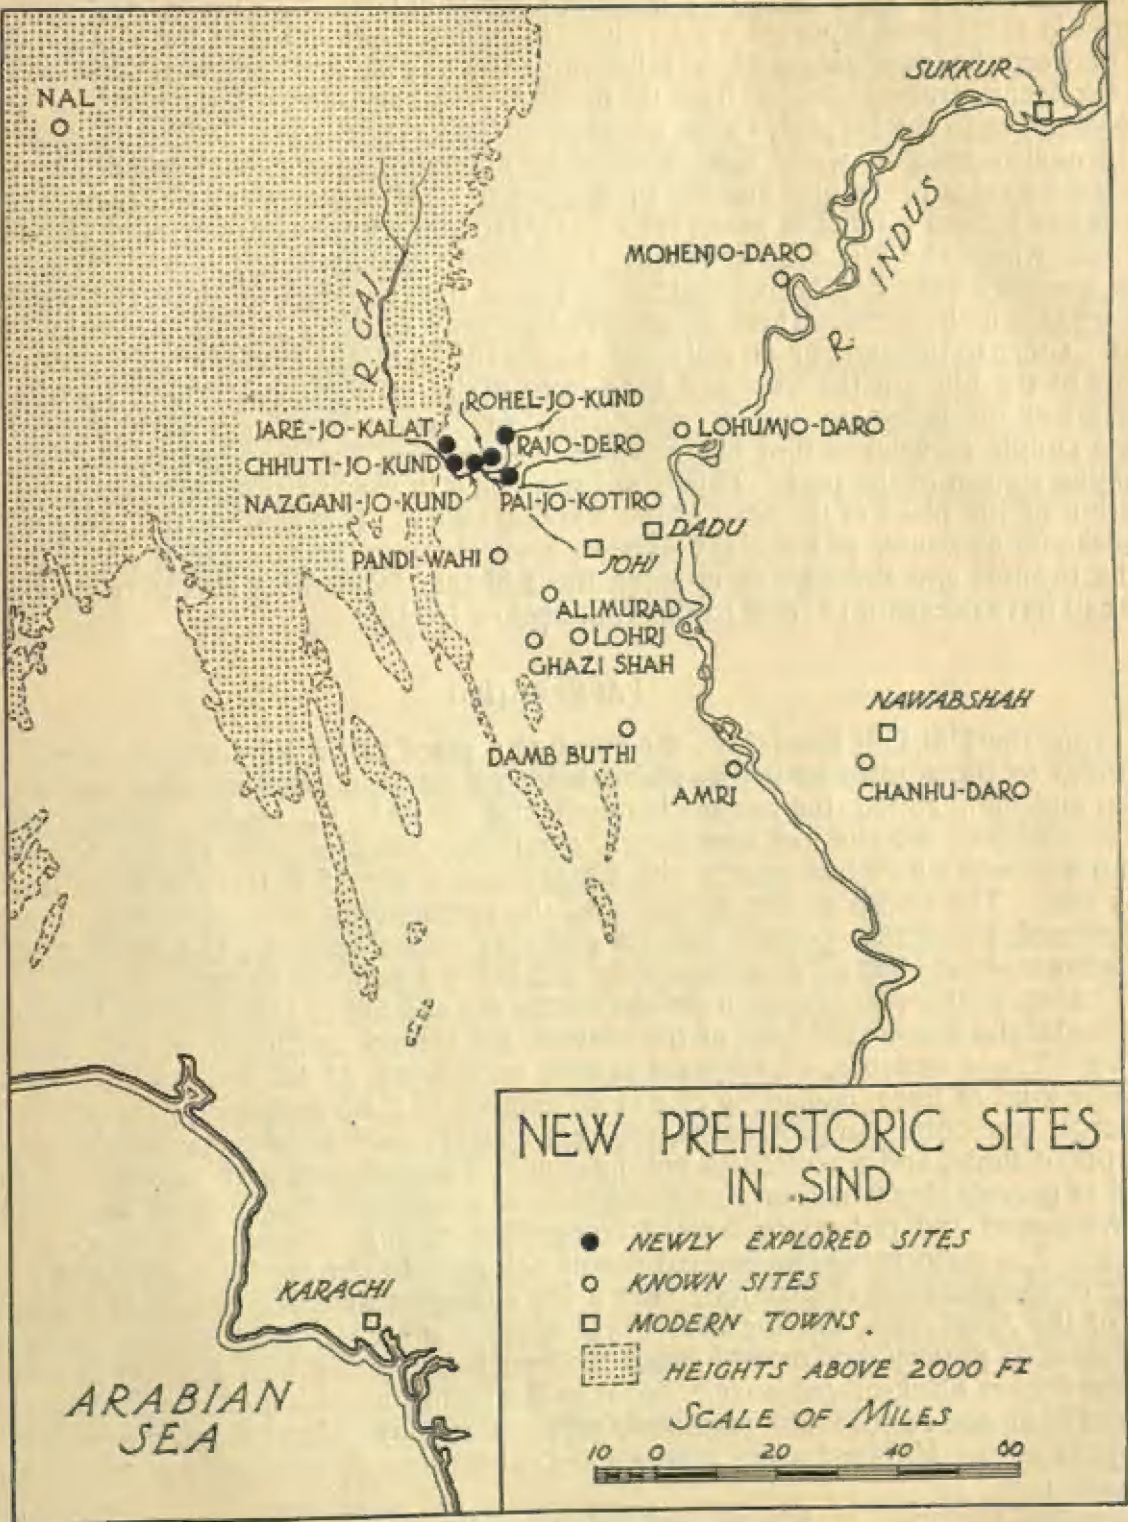 NAL
SUKKUR
MOHENJO-DARO
R. INDUS
R. GAJ
ROHEL-JO-KUND
JARE-JO-KALAT
LOHUMJO-DARO
RAJO-DERO
CHHUTI-JO-KUND
NAZGANI-JO-KUND
PAI-JO-KOTIRO
DADU
PANDI-WAHI
JOHI
ALIMURAD
LOHRI
GHAZI SHAH
NAWABSHAH
DAMB BUTHI
AMRI
CHANHU-DARO
NEW PREHISTORIC SITES
IN SIND
NEWLY EXPLORED SITES
KNOWN SITES
MODERN TOWNS.
HEIGHTS ABOVE 2000 FT
SCALE OF MILES
10 0 20 40 60
KARACHI
ARABIAN
SEA